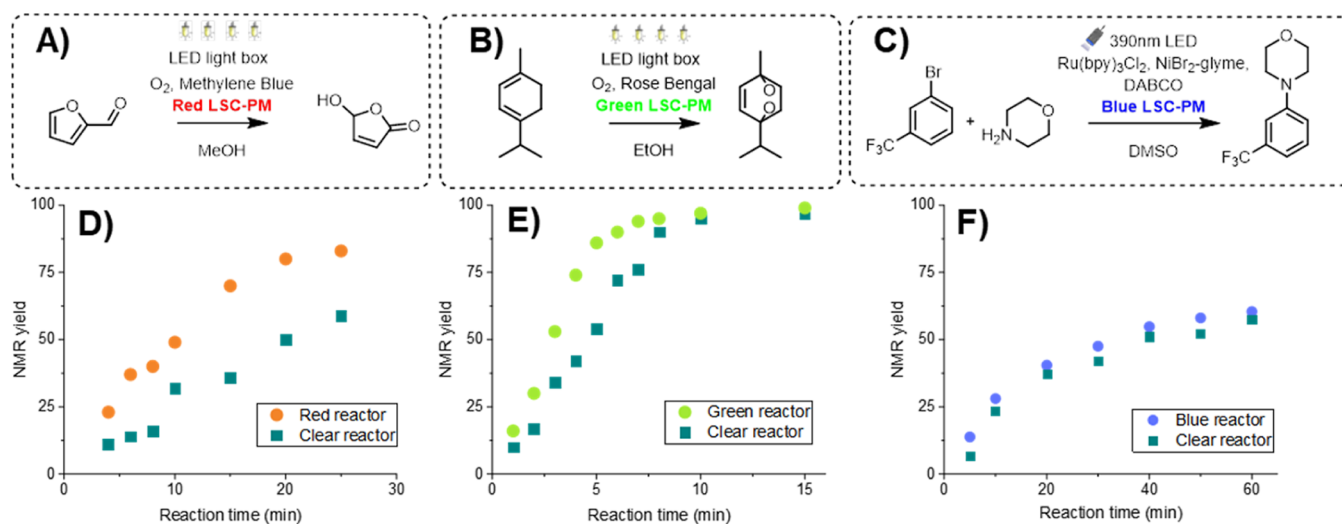 A)
LED light box
O₂, Methylene Blue
Red LSC-PM
MeOH
O
O
HO
O
O
B)
LED light box
O₂, Rose Bengal
Green LSC-PM
EtOH
O
O
C)
390nm LED
Ru(bpy)₃Cl₂, NiBr₂-glyme,
DABCO
Blue LSC-PM
DMSO
Br
F₃C
+
O
N
H₂
O
N
F₃C
D)
100
75
50
25
0
NMR yield
Red reactor
Clear reactor
0 10 20 30
Reaction time (min)
E)
100
75
50
25
0
NMR yield
Green reactor
Clear reactor
0 5 10 15
Reaction time (min)
F)
100
75
50
25
0
NMR yield
Blue reactor
Clear reactor
0 20 40 60
Reaction time (min)